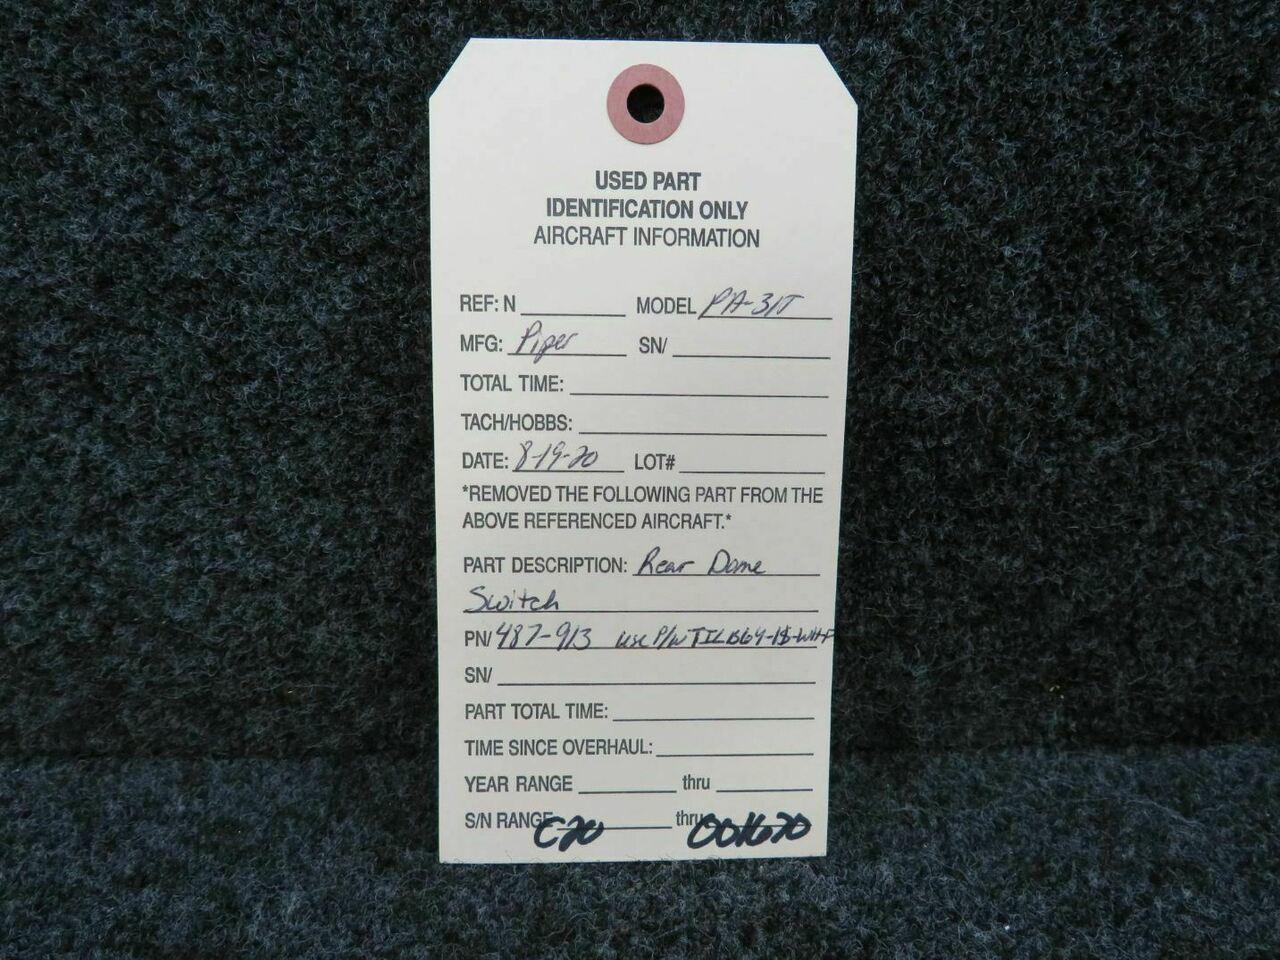 USED PART
IDENTIFICATION ONLY
AIRCRAFT INFORMATION
REF: N MODEL PA-31T
MFG: Piper SN/
TOTAL TIME:
TACH/HOBBS:
DATE: 8-19-20 LOT#
*REMOVED THE FOLLOWING PART FROM THE
ABOVE REFERENCED AIRCRAFT.*
PART DESCRIPTION: Rear Dome
Switch
PN/ 487-913 use P/N
SN/
PART TOTAL TIME:
TIME SINCE OVERHAUL:
YEAR RANGE thru
S/N RANGE C20 thru